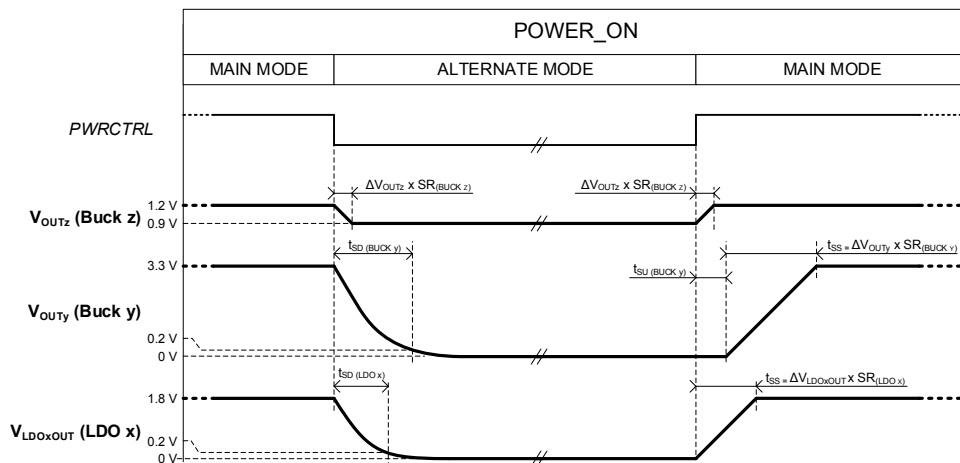 POWER_ON
MAIN MODE
ALTERNATE MODE
MAIN MODE
PWRCTRL
ΔVOUTz x SR(BUCK z)
ΔVOUTz x SR(BUCK z)
VOUTz (Buck z)
1.2 V
0.9 V
tSD (BUCK y)
tSS = ΔVOUTy x SR(BUCK Y)
3.3 V
tSU (BUCK y)
VOUTy (Buck y)
0.2 V
0 V
tSD (LDO x)
tSS = ΔVLDOxOUT x SR(LDO x)
1.8 V
VLDOxOUT (LDO x)
0.2 V
0 V